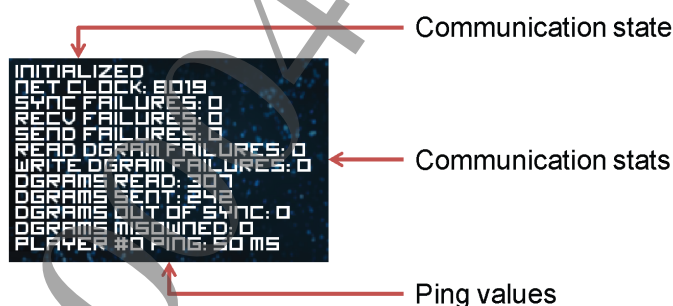 Communication state
INITIALIZED
NET CLOCK: 8019
SYNC FAILURES: 0
RECV FAILURES: 0
SEND FAILURES: 0
READ DGRAM FAILURES: 0
WRITE DGRAM FAILURES: 0
Communication stats
DGRAMS READ: 307
DGRAMS SENT: 242
DGRAMS OUT OF SYNC: 0
DGRAMS MISOWNED: 0
PLAYER #0 PING: 50 MS
Ping values